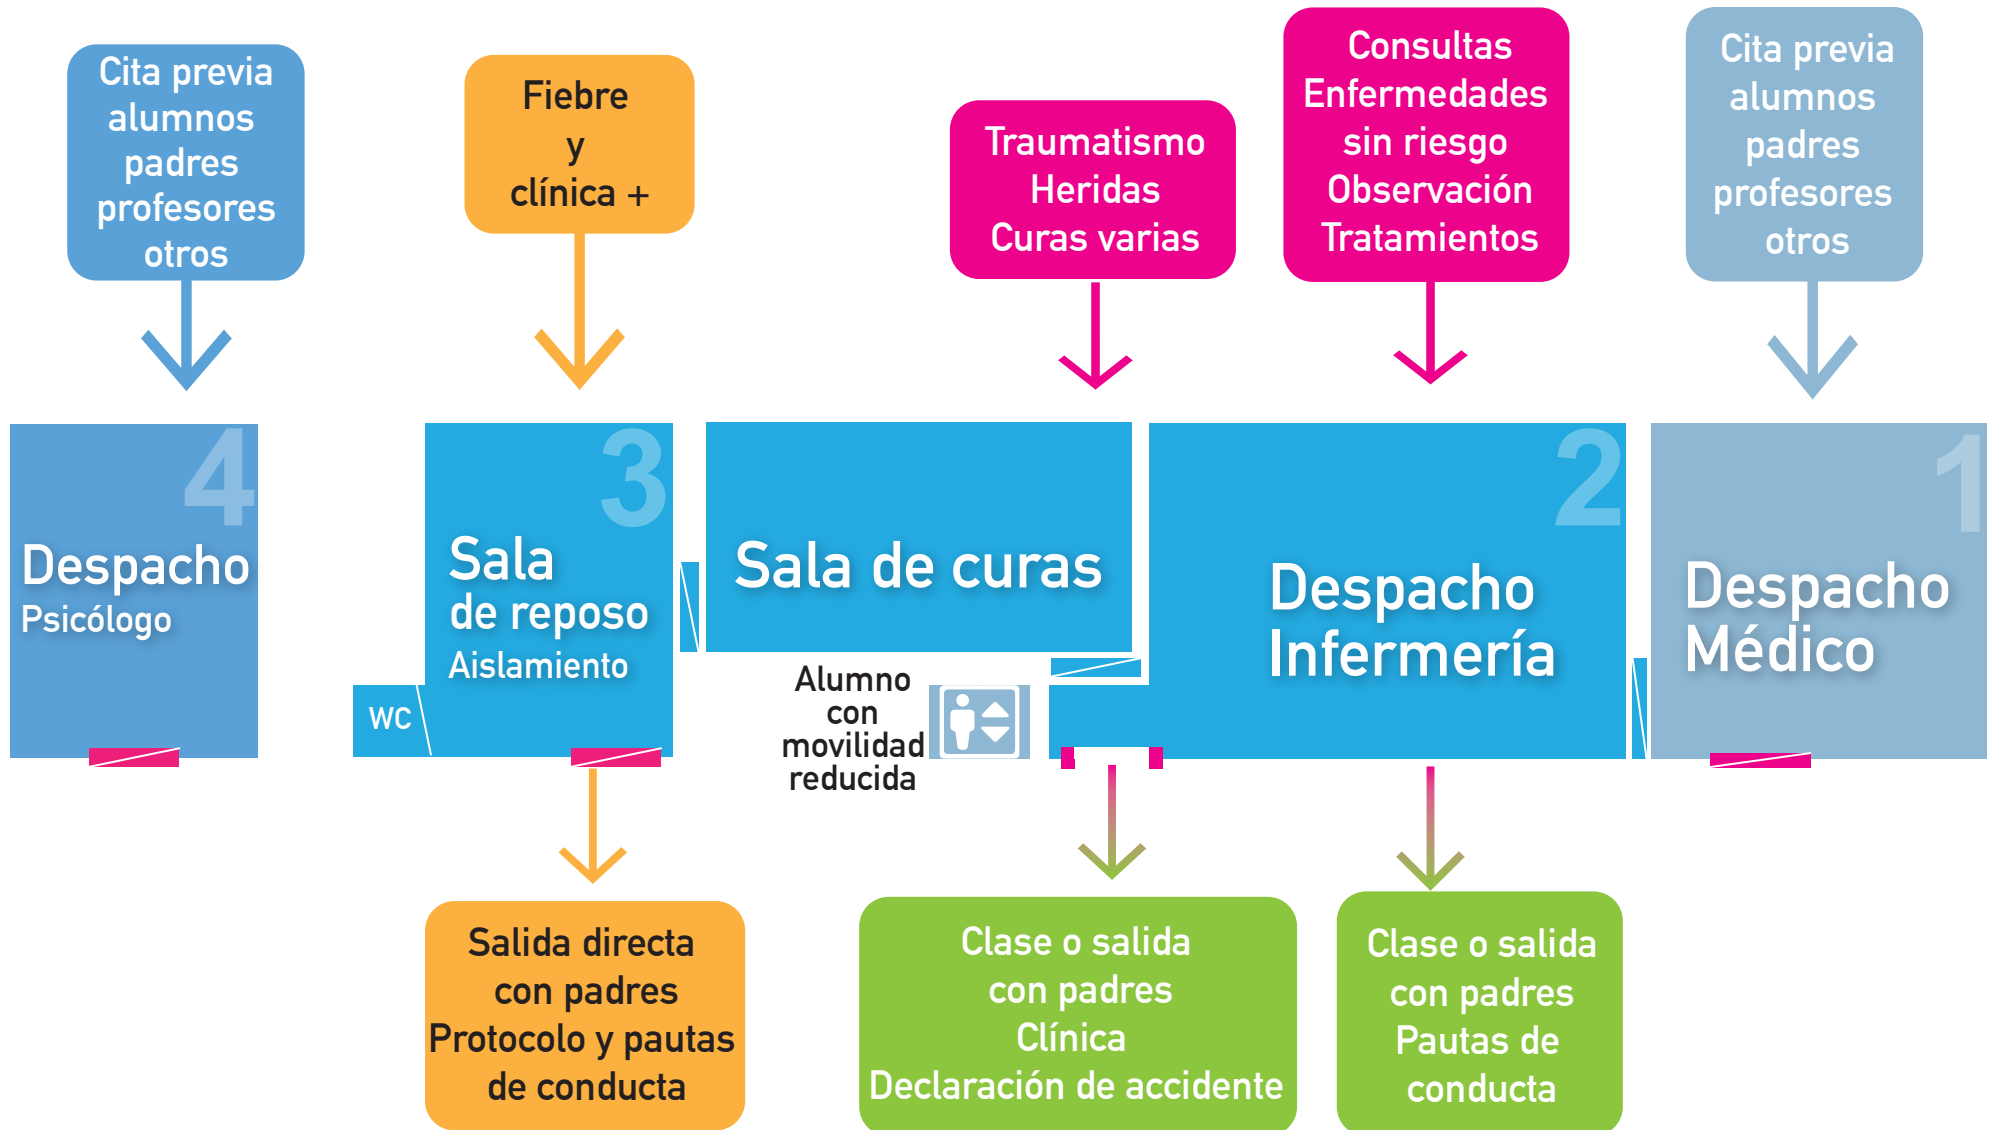 Cita previa
alumnos
padres
profesores
otros
Fiebre
y
clínica +
Traumatismo
Heridas
Curas varias
Consultas
Enfermedades
sin riesgo
Observación
Tratamientos
Cita previa
alumnos
padres
profesores
otros
4
Despacho
Psicólogo
3
Sala
de reposo
Aislamiento
WC
Sala de curas
Alumno
con
movilidad
reducida
2
Despacho
Infermería
1
Despacho
Médico
Salida directa
con padres
Protocolo y pautas
de conducta
Clase o salida
con padres
Clínica
Declaración de accidente
Clase o salida
con padres
Pautas de
conducta